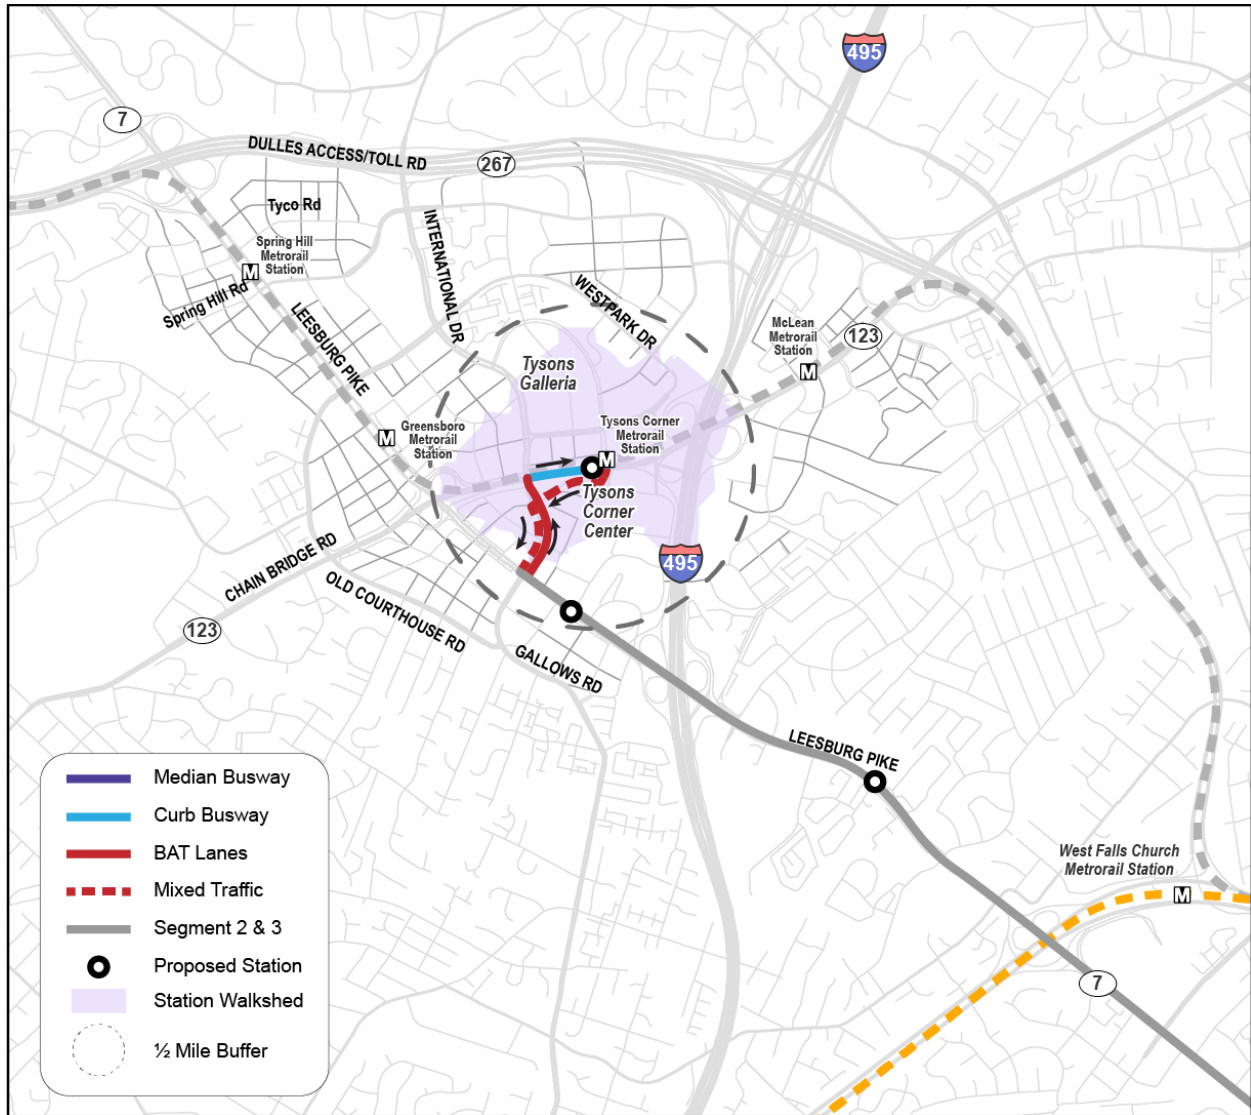 495
7
DULLES ACCESS/TOLL RD
267
Tyco Rd
INTERNATIONAL DR
Spring Hill
Metrorail
Station
M
Spring Hill Rd
WESTPARK DR
LEESBURG PIKE
McLean
Metrorail
Station
123
M
Tysons
Galleria
Greensboro
Metrorail
Station
M
Tysons Corner
Metrorail
Station
M
Tysons
Corner
Center
495
CHAIN BRIDGE RD
OLD COURTHOUSE RD
123
GALLOWS RD
LEESBURG PIKE
West Falls Church
Metrorail Station
M
7
Median Busway
Curb Busway
BAT Lanes
Mixed Traffic
Segment 2 & 3
Proposed Station
Station Walkshed
½ Mile Buffer